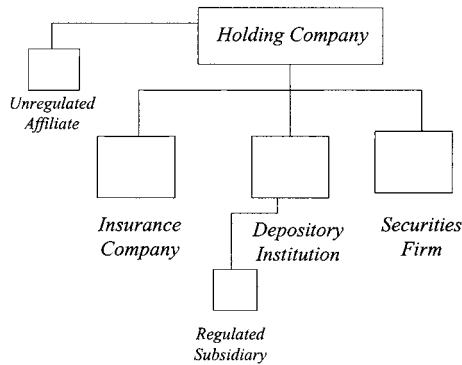 Holding Company
Unregulated
Affiliate
Insurance
Company
Depository
Institution
Securities
Firm
Regulated
Subsidiary